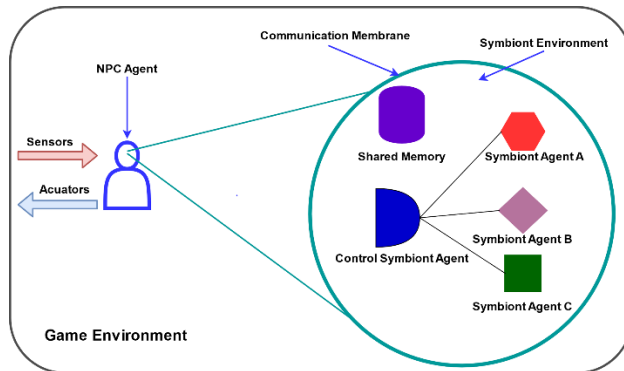 Communication Membrane
Symbiont Environment
NPC Agent
Sensors
Shared Memory
Symbiont Agent A
Acuators
Symbiont Agent B
Control Symbiont Agent
Symbiont Agent C
Game Environment